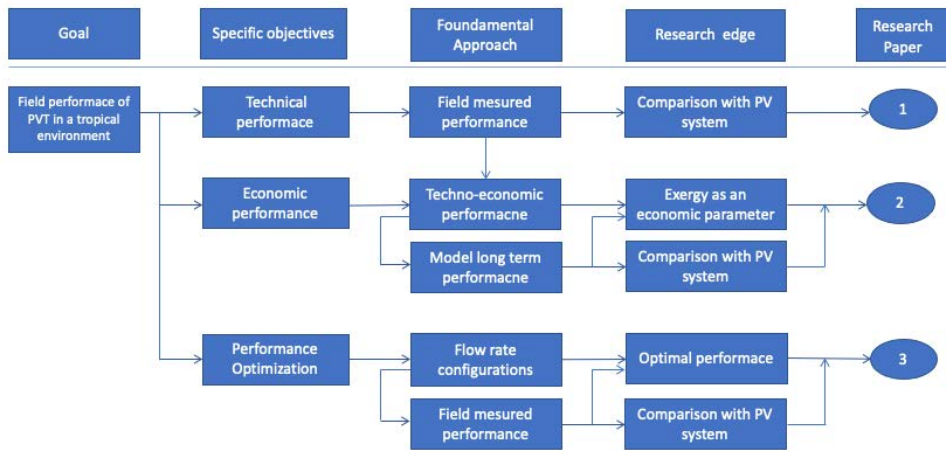 Goal
Specific objectives
Foundamental
Approach
Research edge
Research
Paper
Field performace of
PVT in a tropical
environment
Technical
performace
Field mesured
performance
Comparison with PV
system
1
Economic
performance
Techno-economic
performacne
Exergy as an
economic parameter
2
Model long term
performacne
Comparison with PV
system
Performance
Optimization
Flow rate
configurations
Optimal performace
3
Field mesured
performance
Comparison with PV
system